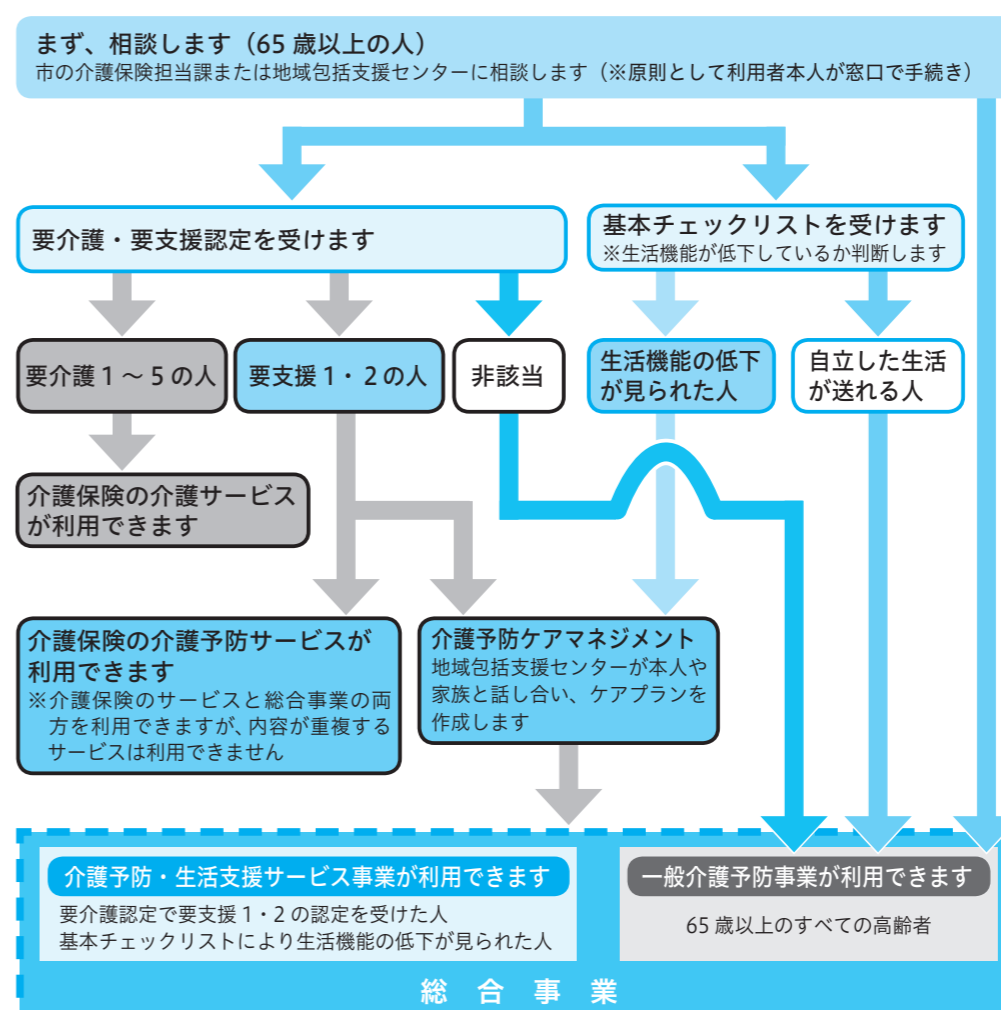 まず、相談します（65 歳以上の人）
市の介護保険担当課または地域包括支援センターに相談します（※原則として利用者本人が窓口で手続き）
要介護・要支援認定を受けます
基本チェックリストを受けます
※生活機能が低下しているか判断します
要介護１～５の人
要支援１・２の人
非該当
生活機能の低下
が見られた人
自立した生活
が送れる人
介護保険の介護サービス
が利用できます
介護保険の介護予防サービスが
利用できます
※介護保険のサービスと総合事業の両
方を利用できますが、内容が重複する
サービスは利用できません
介護予防ケアマネジメント
地域包括支援センターが本人や
家族と話し合い、ケアプランを
作成します
介護予防・生活支援サービス事業が利用できます
要介護認定で要支援１・２の認定を受けた人
基本チェックリストにより生活機能の低下が見られた人
一般介護予防事業が利用できます
65 歳以上のすべての高齢者
総合事業